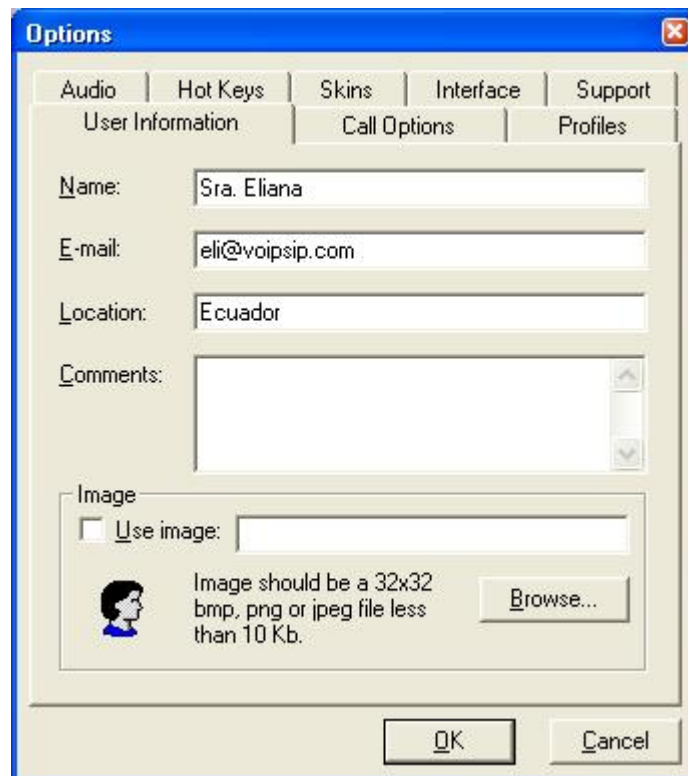 Options
Audio Hot Keys Skins Interface Support
User Information Call Options Profiles
Name: Sra. Eliana
E-mail: eli@voipsip.com
Location: Ecuador
Comments:
Image
Use image:
Image should be a 32x32
bmp, png or jpeg file less
than 10 Kb.
Browse...
OK Cancel